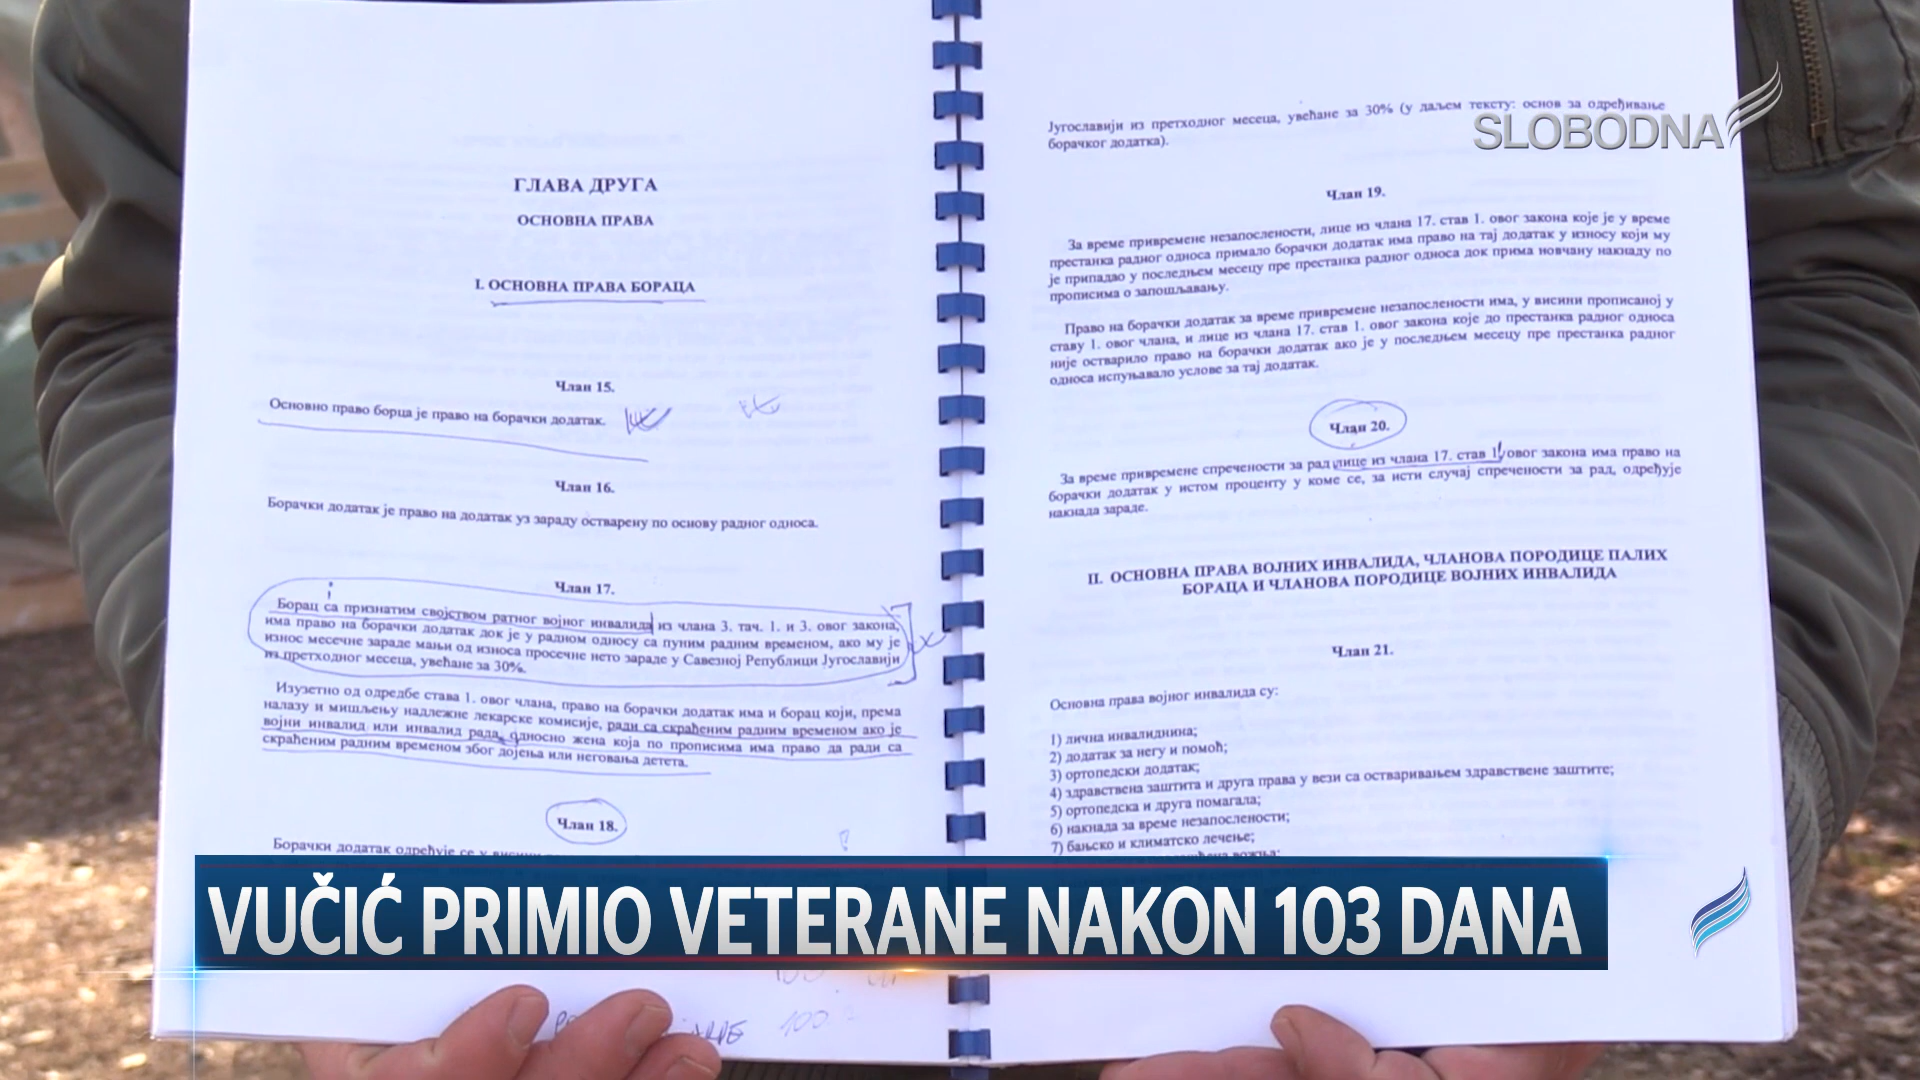 ГЛАВА ДРУГА
ОСНОВНА ПРАВА
I. ОСНОВНА ПРАВА БОРАЦА
Члан 15.
Основно право борца је право на борачки додатак.
Члан 16.
Борачки додатак је право на додатак уз зараду остварену по основу радног односа.
Члан 17.
Борац са признатим својством ратног војног инвалида из члана 3. тач. 1. и 3. овог закона,
има право на борачки додатак док је у радном односу са пуним радним временом, ако му је
износ месечне зараде мањи од износа просечне нето зараде у Савезној Републици Југославији
из претходног месеца, увећане за 30%.
Изузетно од одредбе става 1. овог члана, право на борачки додатак има и борац који, према
налазу и мишљењу надлежне лекарске комисије, ради са скраћеним радним временом ако је
војни инвалид или инвалид рада, односно жена која по прописима има право да ради са
скраћеним радним временом због дојења или неговања детета.
Члан 18.
Борачки додатак одређује се у висини
Југославији из претходног месеца, увећане за 30% (у даљем тексту: основ за одређивање
борачког додатка).
Члан 19.
За време привремене незапослености, лице из члана 17. став 1. овог закона које је у време
престанка радног односа примало борачки додатак има право на тај додатак у износу који му
је припадао у последњем месецу пре престанка радног односа док прима новчану накнаду по
прописима о запошљавању.
Право на борачки додатак за време привремене незапослености има, у висини прописаној у
ставу 1. овог члана, и лице из члана 17. став 1. овог закона које до престанка радног односа
није остварило право на борачки додатак ако је у последњем месецу пре престанка радног
односа испуњавало услове за тај додатак.
Члан 20.
За време привремене спречености за рад лице из члана 17. став 1. овог закона има право на
борачки додатак у истом проценту у коме се, за исти случај спречености за рад, одређује
накнада зараде.
II. ОСНОВНА ПРАВА ВОЈНИХ ИНВАЛИДА, ЧЛАНОВА ПОРОДИЦЕ ПАЛИХ
БОРАЦА И ЧЛАНОВА ПОРОДИЦЕ ВОЈНИХ ИНВАЛИДА
Члан 21.
Основна права војног инвалида су:
1) лична инвалиднина;
2) додатак за негу и помоћ;
3) ортопедски додатак;
4) здравствена заштита и друга права у вези са остваривањем здравствене заштите;
5) ортопедска и друга помагала;
6) накнада за време незапослености;
7) бањско и климатско лечење;
SLOBODNA
VUČIĆ PRIMIO VETERANE NAKON 103 DANA
100.